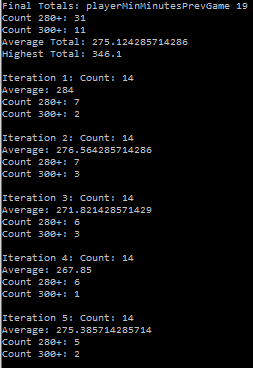 Final Totals: playerMinMinutesPrevGame 19
Count 280+: 31
Count 300+: 11
Average Total: 275.124285714286
Highest Total: 346.1

Iteration 1: Count: 14
Average: 284
Count 280+: 7
Count 300+: 2

Iteration 2: Count: 14
Average: 276.564285714286
Count 280+: 7
Count 300+: 3

Iteration 3: Count: 14
Average: 271.821428571429
Count 280+: 6
Count 300+: 3

Iteration 4: Count: 14
Average: 267.85
Count 280+: 6
Count 300+: 1

Iteration 5: Count: 14
Average: 275.385714285714
Count 280+: 5
Count 300+: 2